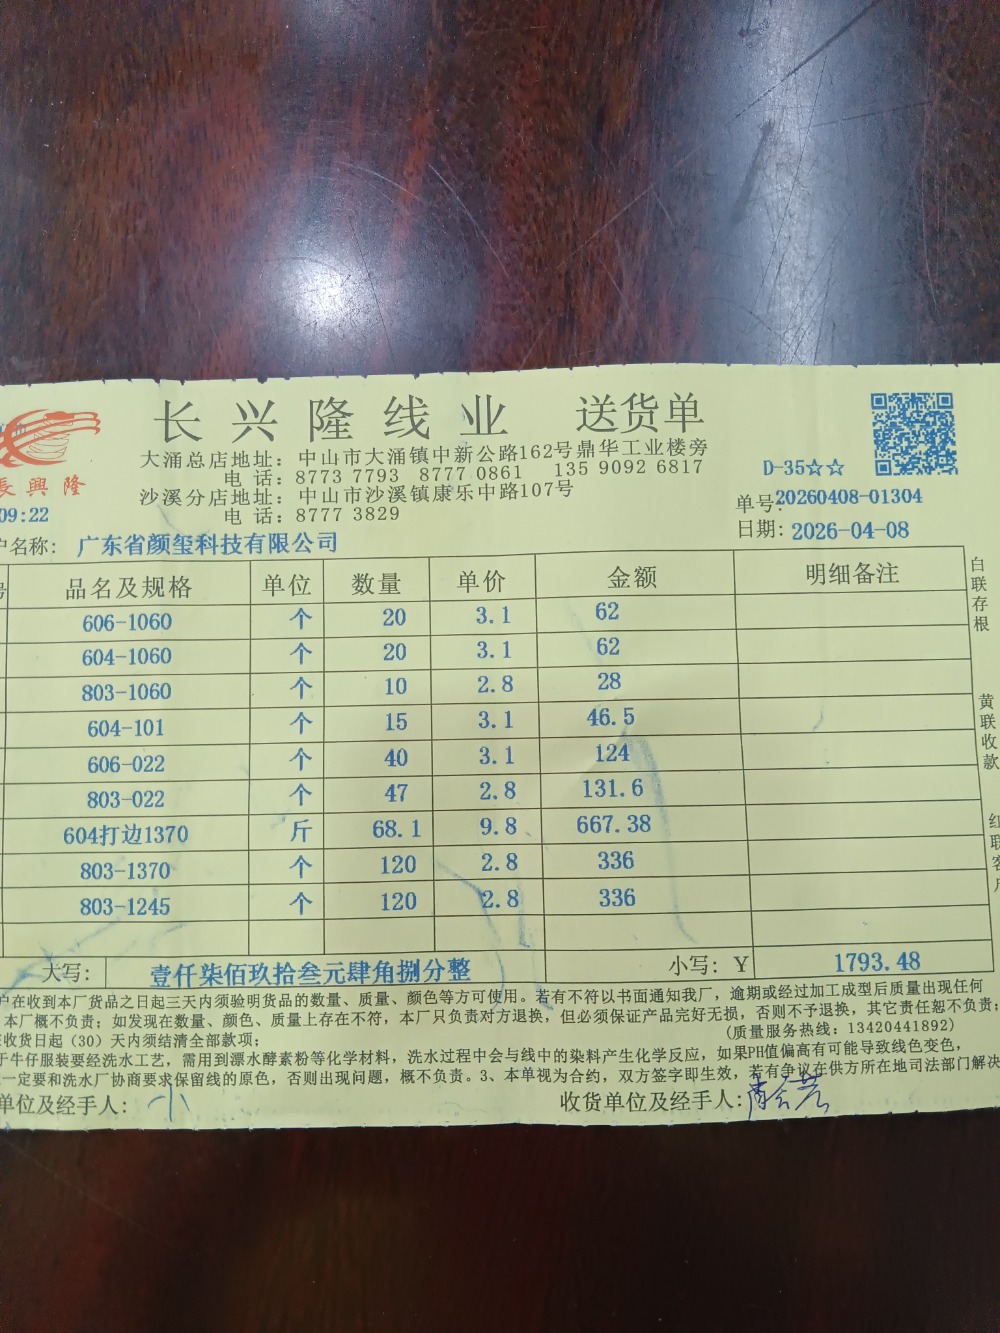 长兴隆线业 送货单
大涌总店地址：中山市大涌镇中新公路162号鼎华工业楼旁
电话：8773 7793 8777 0861 135 9092 6817
沙溪分店地址：中山市沙溪镇康乐中路107号
电话：8777 3829
長興隆
D-35☆☆
09:22
单号:20260408-01304
户名称： 广东省颜玺科技有限公司
日期: 2026-04-08
品名及规格 单位 数量 单价 金额 明细备注
606-1060 个 20 3.1 62
604-1060 个 20 3.1 62
803-1060 个 10 2.8 28
604-101 个 15 3.1 46.5
606-022 个 40 3.1 124
803-022 个 47 2.8 131.6
604打边1370 斤 68.1 9.8 667.38
803-1370 个 120 2.8 336
803-1245 个 120 2.8 336
大写： 壹仟柒佰玖拾叁元肆角捌分整 小写：￥ 1793.48
白联存根
黄联收款
红联客户
户在收到本厂货品之日起三天内须验明货品的数量、质量、颜色等方可使用。若有不符以书面通知我厂，逾期或经过加工成型后质量出现任何
本厂概不负责；如发现在数量、颜色、质量上存在不符，本厂只负责对方退换，但必须保证产品完好无损，否则不予退换，其它责任恕不负责；
收货日起（30）天内须结清全部款项； (质量服务热线：13420441892)
于牛仔服装要经洗水工艺，需用到漂水酵素粉等化学材料，洗水过程中会与线中的染料产生化学反应，如果PH值偏高有可能导致线色变色，
一定要和洗水厂协商要求保留线的原色，否则出现问题，概不负责。3、本单视为合约，双方签字即生效，若有争议在供方所在地司法部门解决
单位及经手人： 小 收货单位及经手人：